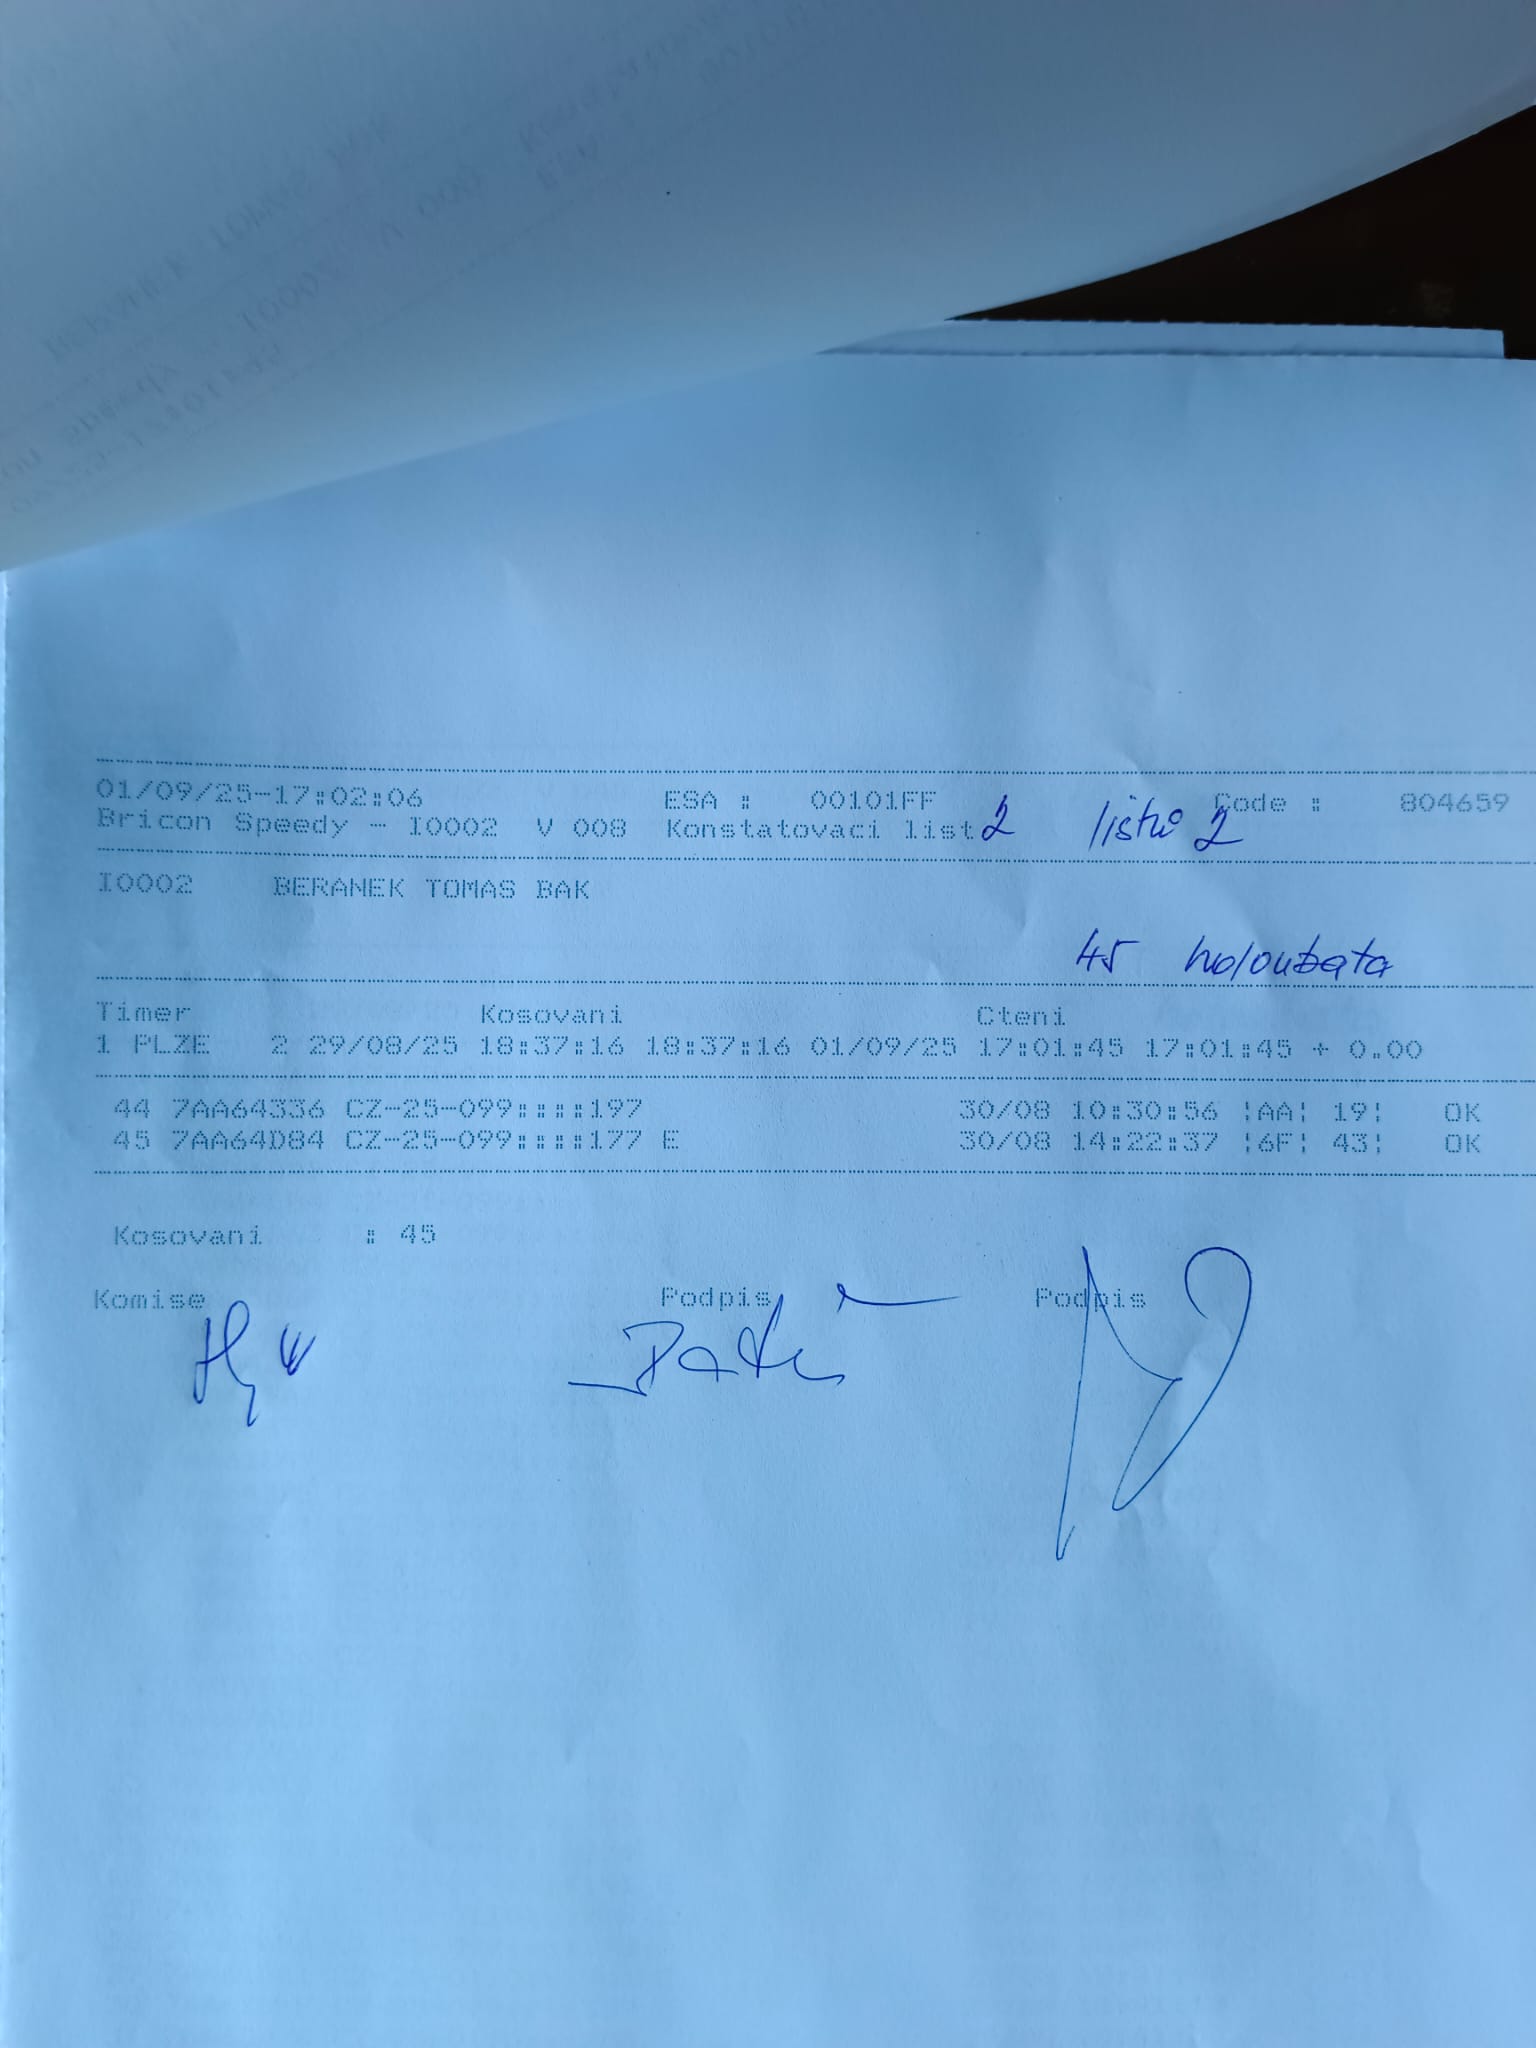 01/09/25-17:02:06 ESA : 00101FF Code : 804659
Bricon Speedy - I0002 V 008 Konstatovaci list 2 listů 2
I0002 BERANEK TOMAS BAK
45 holoubata
Timer Kosovani Cteni
1 PLZE 2 29/08/25 18:37:16 18:37:16 01/09/25 17:01:45 17:01:45 + 0.00
44 7AA64336 CZ-25-099::::197 30/08 10:30:56 ¦AA¦ 19¦ OK
45 7AA64D84 CZ-25-099::::177 E 30/08 14:22:37 ¦6F¦ 43¦ OK
Kosovani : 45
Komise Podpis Podpis